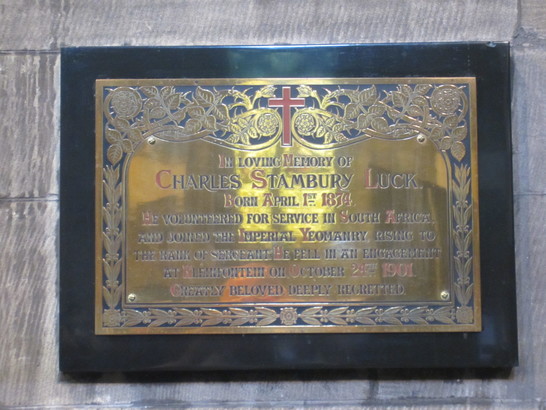 IN LOVING MEMORY OF
CHARLES STAMBURY LUCK.
BORN APRIL 1ST 1874.
HE VOLUNTEERED FOR SERVICE IN SOUTH AFRICA
AND JOINED THE IMPERIAL YEOMANRY RISING TO
THE RANK OF SERGEANT HE FELL IN AN ENGAGEMENT
AT KLEINFONTEIN ON OCTOBER 24TH 1901.
GREATLY BELOVED DEEPLY REGRETTED.